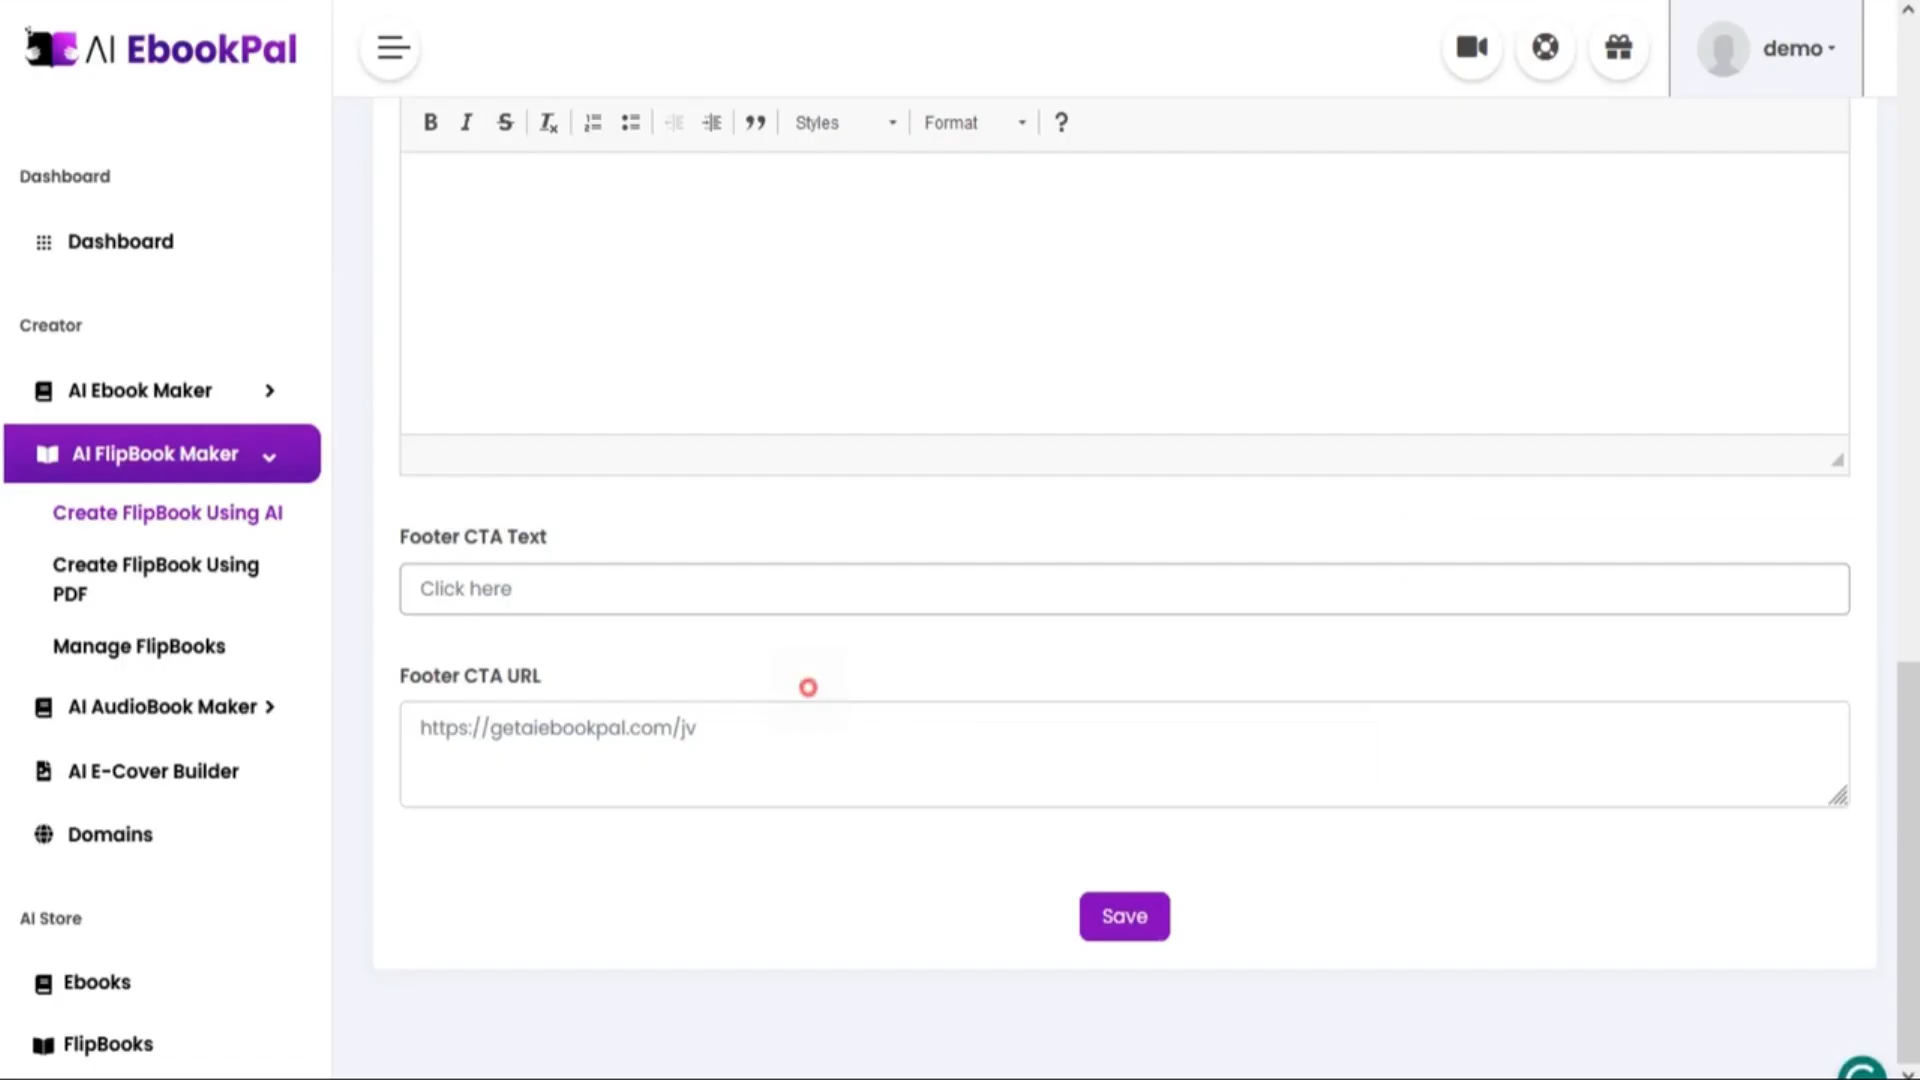 AI EbookPal
demo
Dashboard
Dashboard
Creator
AI Ebook Maker
AI FlipBook Maker
Create FlipBook Using AI
Create FlipBook Using
PDF
Manage FlipBooks
AI AudioBook Maker
AI E-Cover Builder
Domains
AI Store
Ebooks
FlipBooks
B I S Tx Styles Format ?
Footer CTA Text
Click here
Footer CTA URL
https://getaiebookpal.com/jv
Save